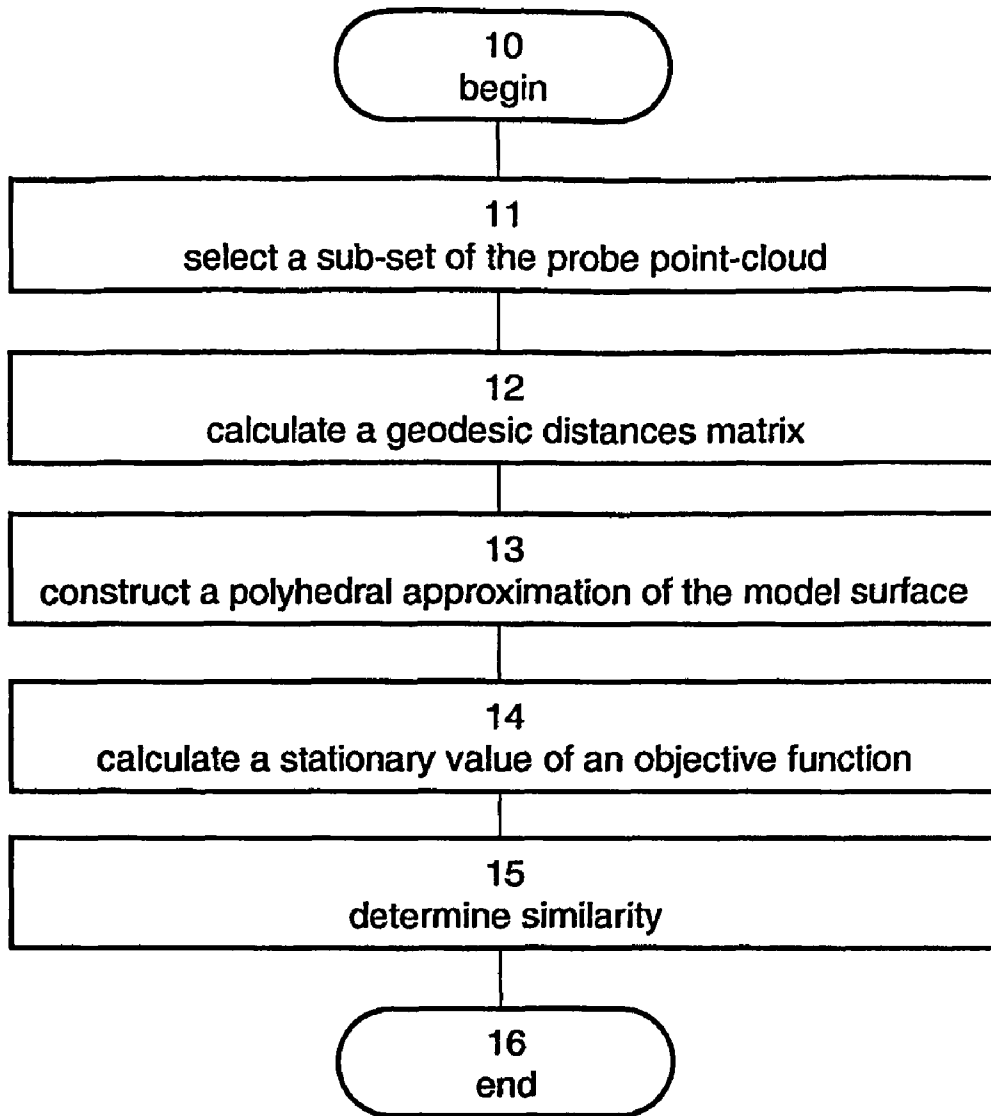 10
begin
11
select a sub-set of the probe point-cloud
12
calculate a geodesic distances matrix
13
construct a polyhedral approximation of the model surface
14
calculate a stationary value of an objective function
15
determine similarity
16
end